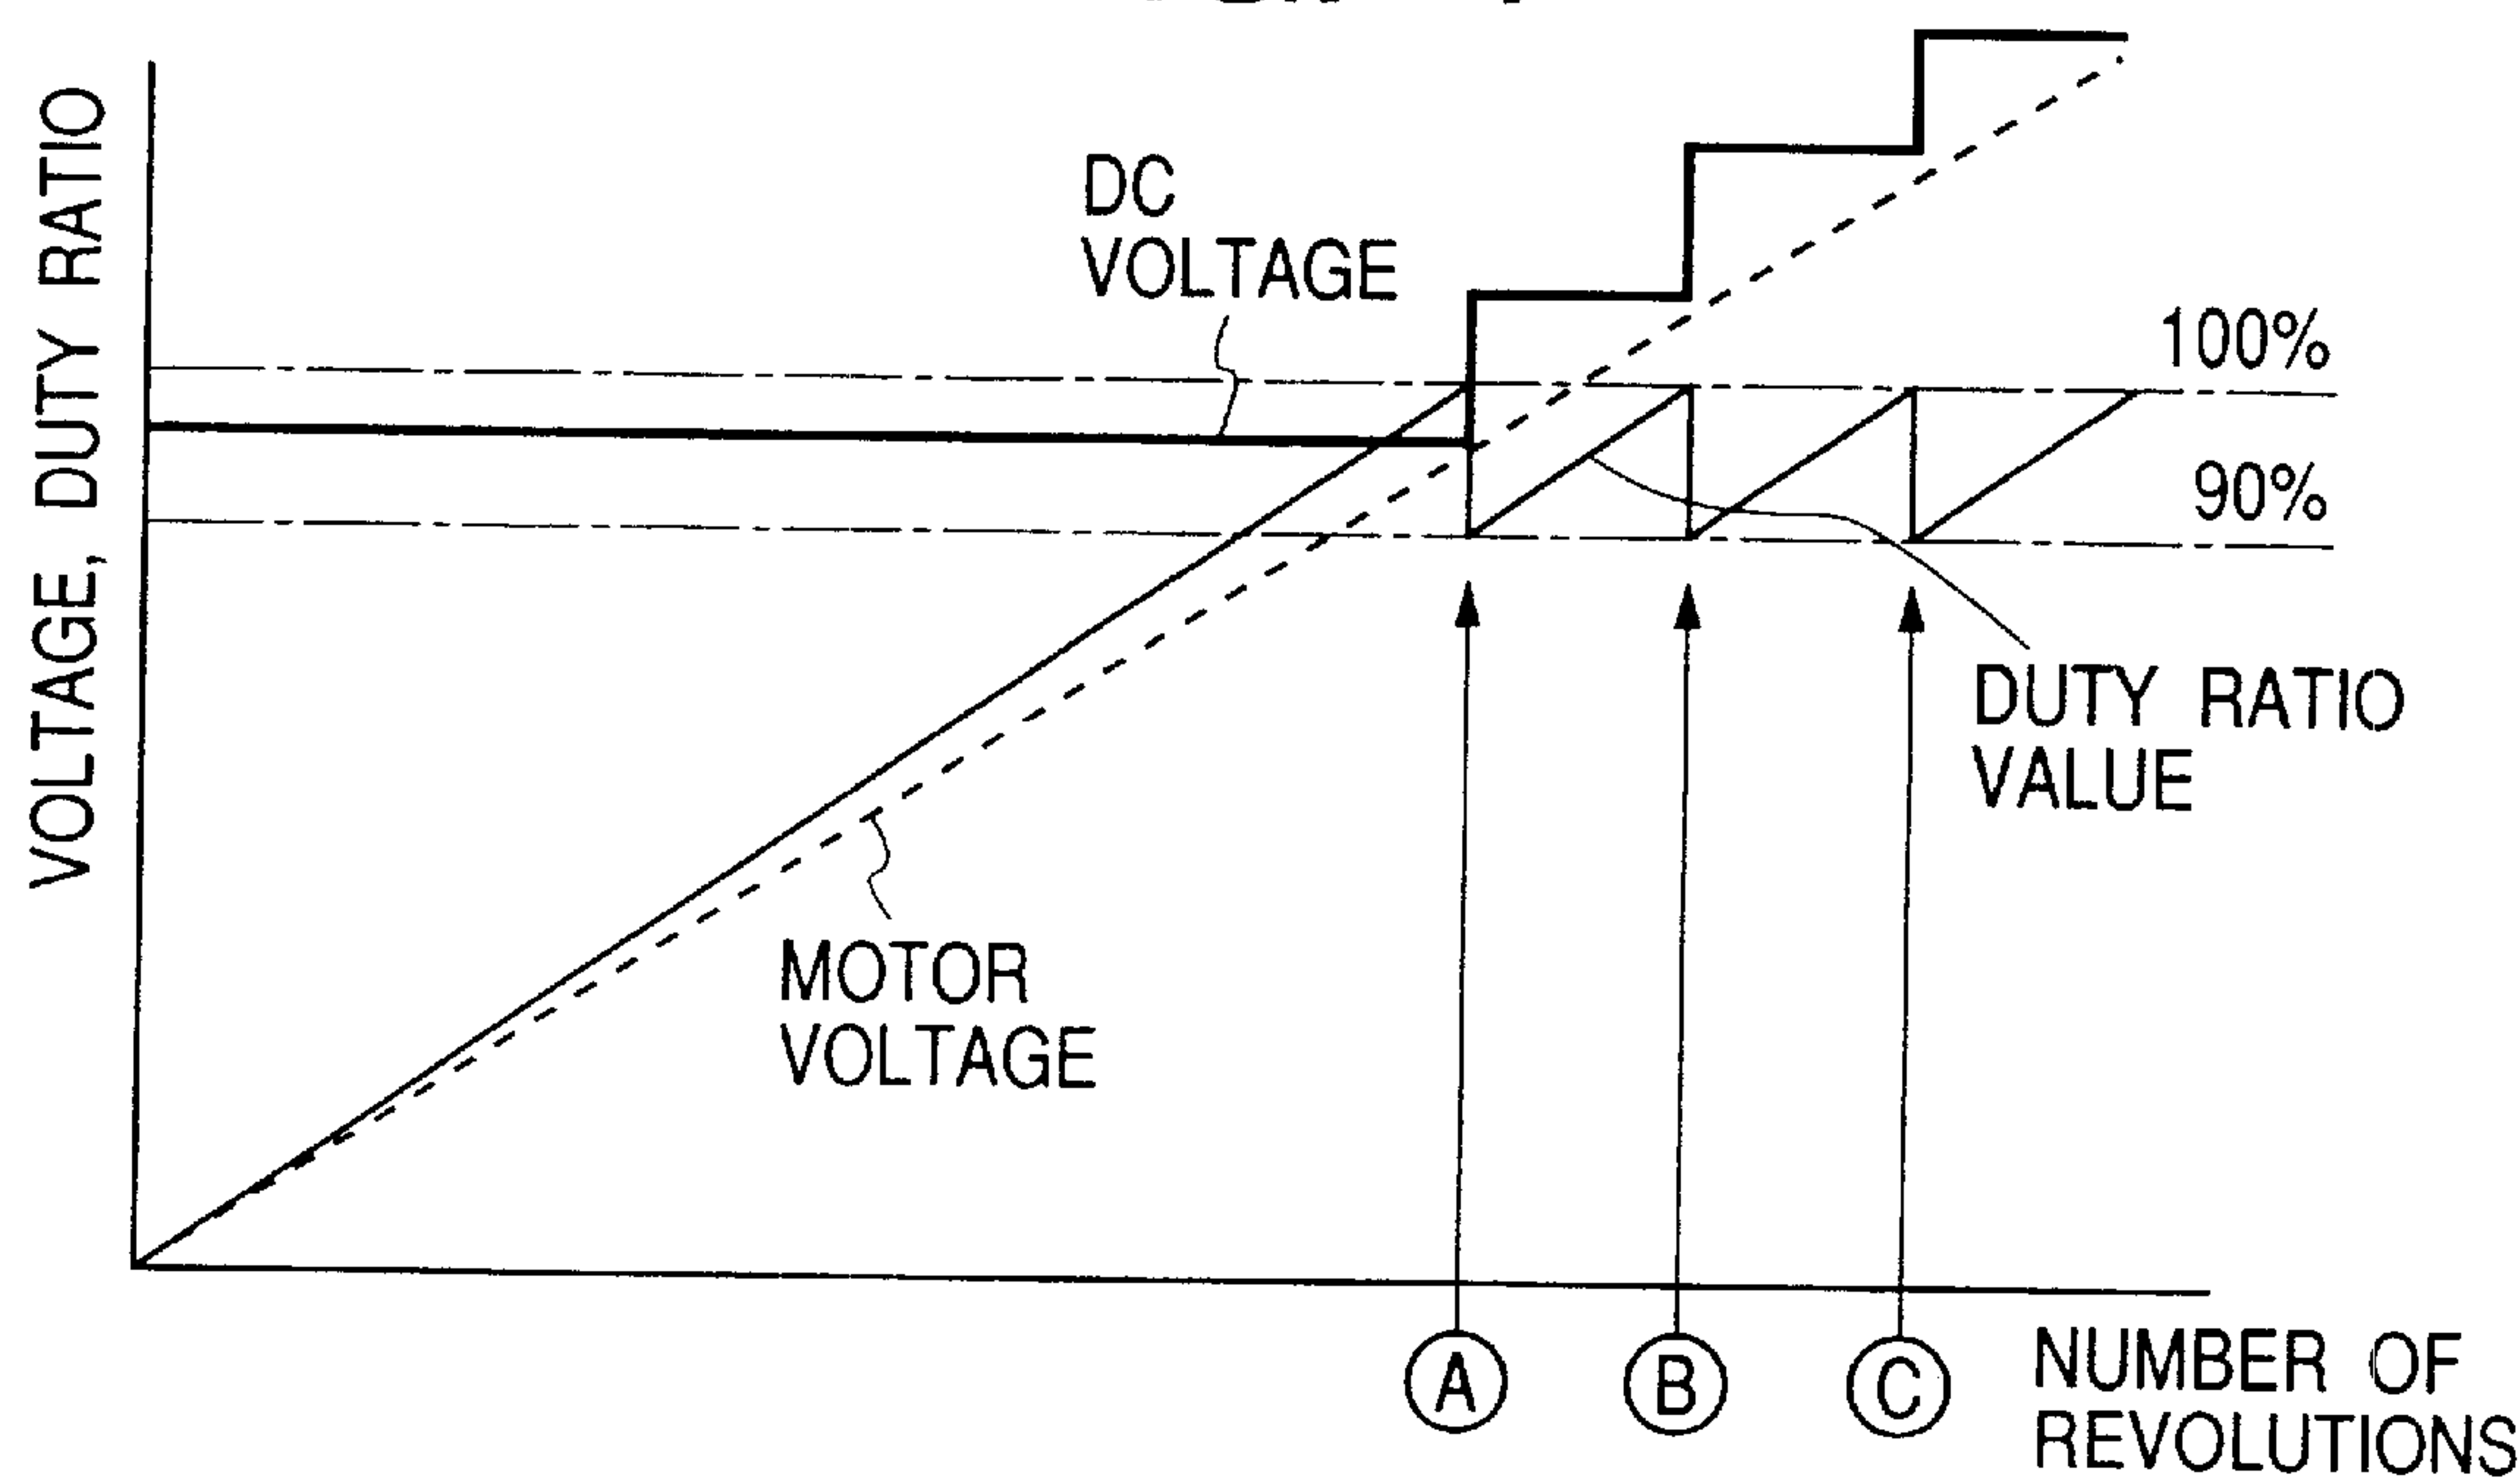 VOLTAGE, DUTY RATIO
DC
VOLTAGE
100%
90%
DUTY RATIO
VALUE
MOTOR
VOLTAGE
A
B
C
NUMBER OF
REVOLUTIONS